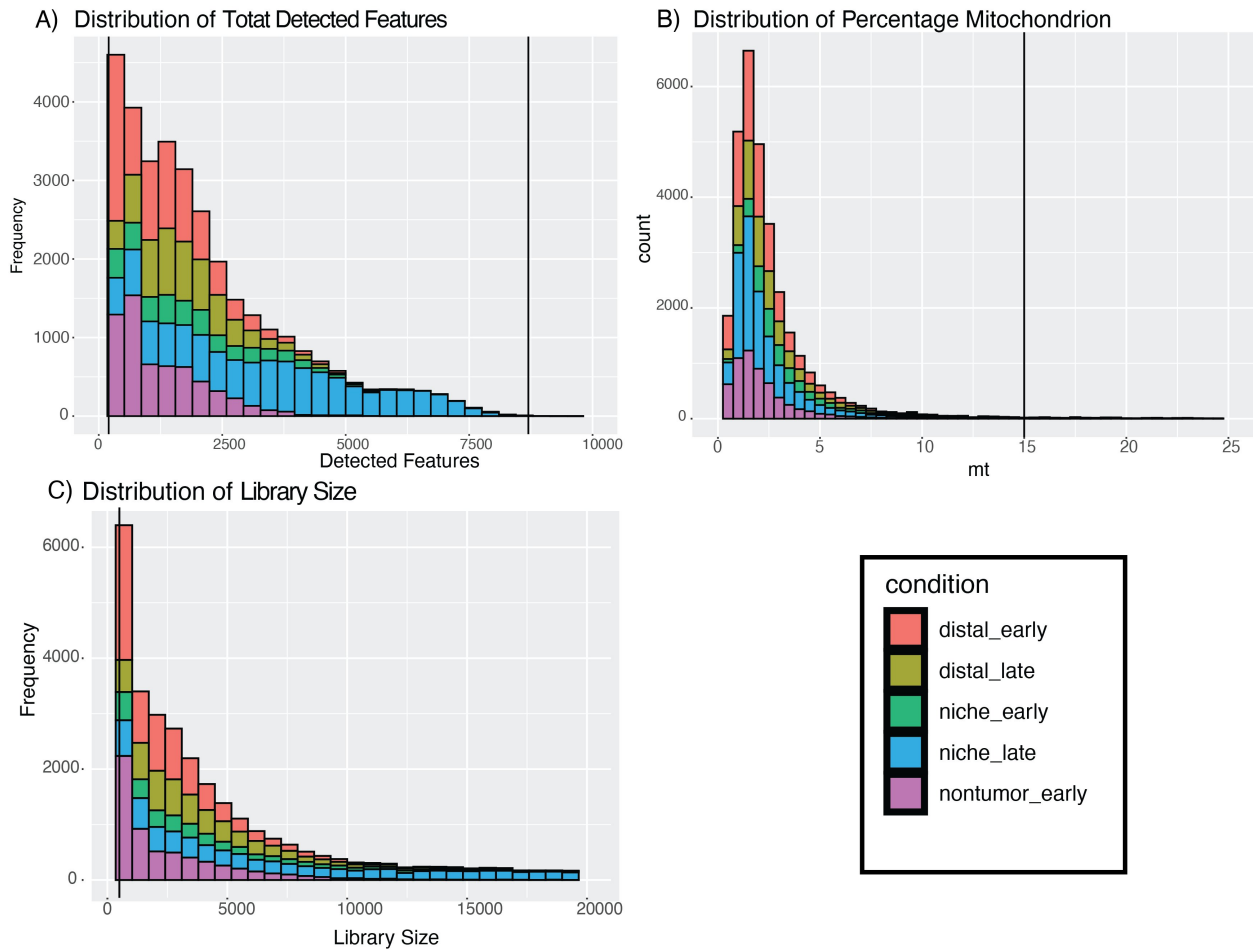 A) Distribution of Totat Detected Features
Frequency
4000
3000
2000
1000
0
0 2500 5000 7500 10000
Detected Features
B) Distribution of Percentage Mitochondrion
count
6000
4000
2000
0
0 5 10 15 20 25
mt
C) Distribution of Library Size
Frequency
6000
4000
2000
0
0 5000 10000 15000 20000
Library Size
condition
distal_early
distal_late
niche_early
niche_late
nontumor_early